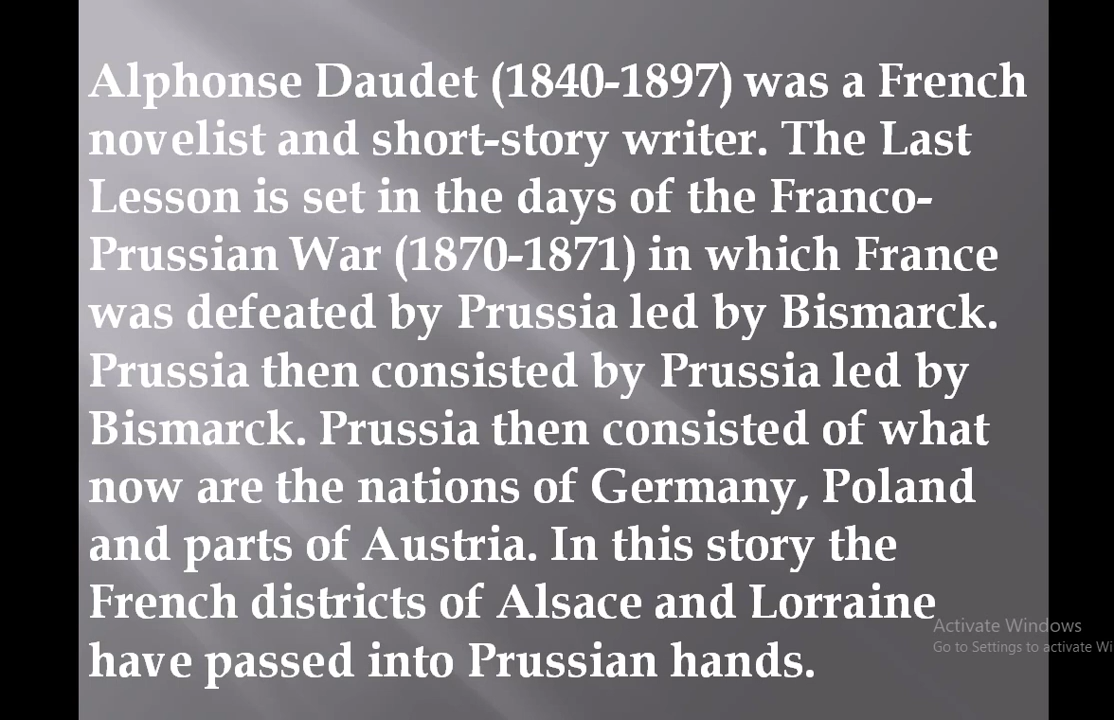 Alphonse Daudet (1840-1897) was a French
novelist and short-story writer. The Last
Lesson is set in the days of the Franco-
Prussian War (1870-1871) in which France
was defeated by Prussia led by Bismarck.
Prussia then consisted by Prussia led by
Bismarck. Prussia then consisted of what
now are the nations of Germany, Poland
and parts of Austria. In this story the
French districts of Alsace and Lorraine
have passed into Prussian hands.
Activate Windows
Go to Settings to activate Wi